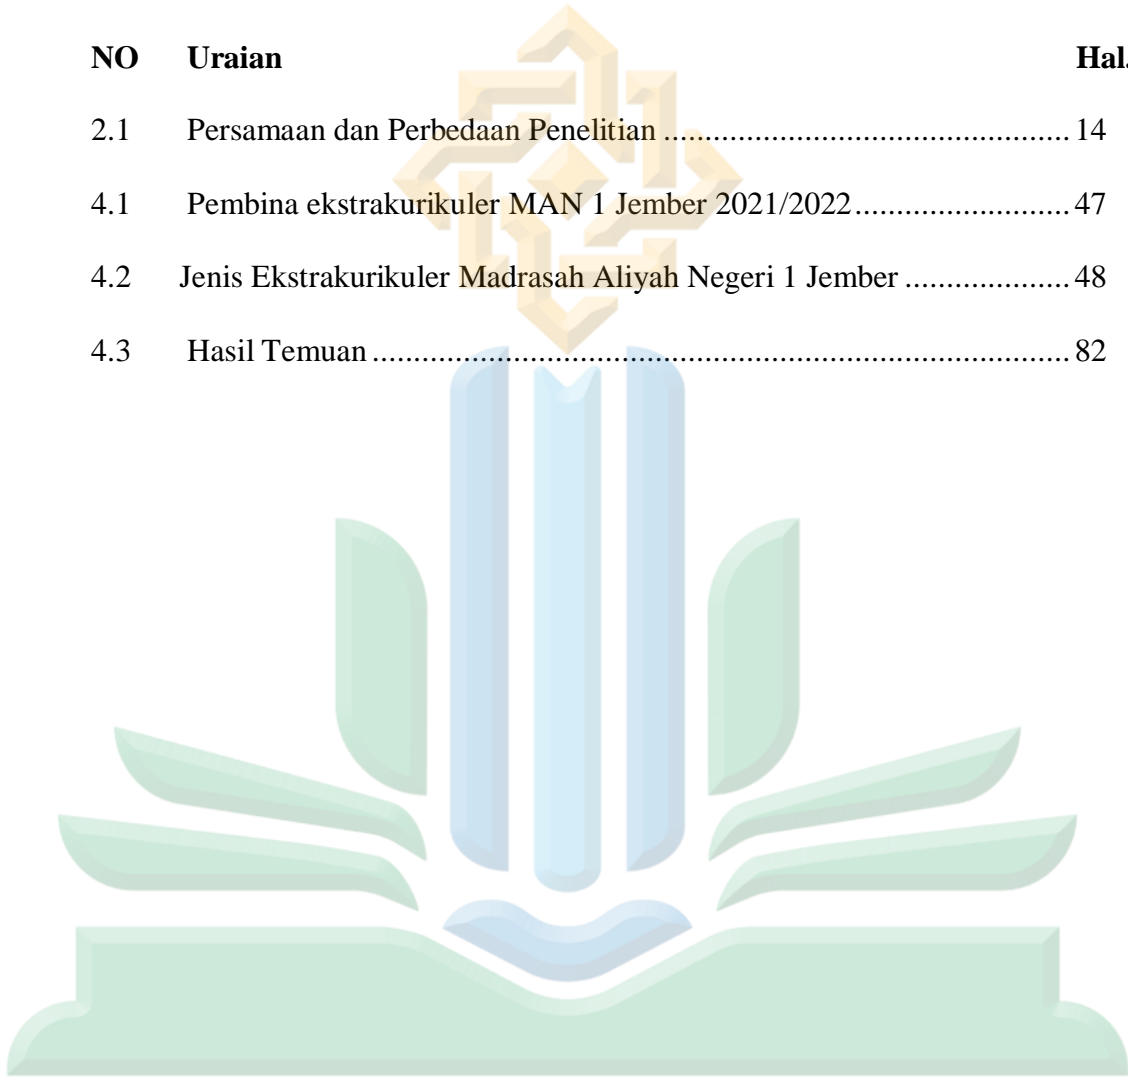 NO Uraian Hal.
2.1 Persamaan dan Perbedaan Penelitian ................................................. 14
4.1 Pembina ekstrakurikuler MAN 1 Jember 2021/2022.......................... 47
4.2 Jenis Ekstrakurikuler Madrasah Aliyah Negeri 1 Jember .................... 48
4.3 Hasil Temuan .................................................................................... 82